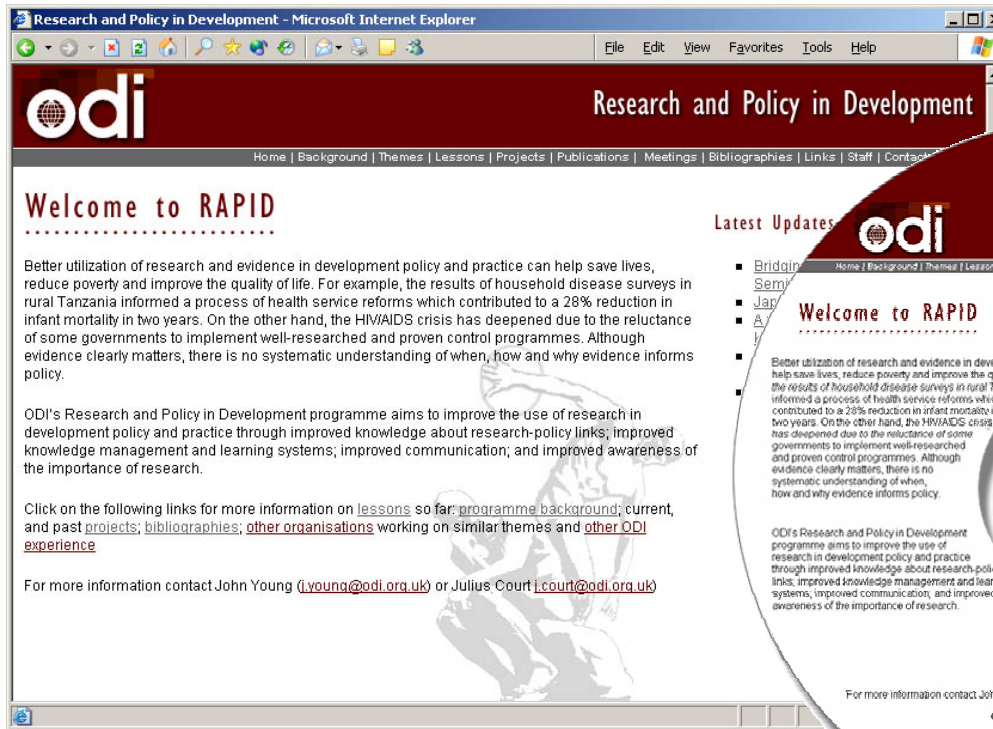 Research and Policy in Development - Microsoft Internet Explorer
File Edit View Favorites Tools Help
odi
Research and Policy in Development
Home | Background | Themes | Lessons | Projects | Publications | Meetings | Bibliographies | Links | Staff | Contact
Welcome to RAPID
Better utilization of research and evidence in development policy and practice can help save lives,
reduce poverty and improve the quality of life. For example, the results of household disease surveys in
rural Tanzania informed a process of health service reforms which contributed to a 28% reduction in
infant mortality in two years. On the other hand, the HIV/AIDS crisis has deepened due to the reluctance
of some governments to implement well-researched and proven control programmes. Although
evidence clearly matters, there is no systematic understanding of when, how and why evidence informs
policy.
ODI's Research and Policy in Development programme aims to improve the use of research in
development policy and practice through improved knowledge about research-policy links; improved
knowledge management and learning systems; improved communication; and improved awareness of
the importance of research.
Click on the following links for more information on lessons so far: programme background; current,
and past projects; bibliographies; other organisations working on similar themes and other ODI
experience
For more information contact John Young (j.young@odi.org.uk) or Julius Court j.court@odi.org.uk)
Latest Updates
Bridgin
Semi
Jap
A
odi
Home | Background | Themes | Lesson
Welcome to RAPID
Better utilization of research and evidence in deve
help save lives, reduce poverty and improve the q
the results of household disease surveys in rural T
informed a process of health service reforms whi
contributed to a 28% reduction in infant mortality i
two years. On the other hand, the HIV/AIDS crisis
has deepened due to the reluctance of some
governments to implement well-researched
and proven control programmes. Although
evidence clearly matters, there is no
systematic understanding of when,
how and why evidence informs policy.
ODI's Research and Policy in Development
programme aims to improve the use of
research in development policy and practice
through improved knowledge about research-poli
links; improved knowledge management and lear
systems; improved communication; and improved
awareness of the importance of research.
For more information contact Joh